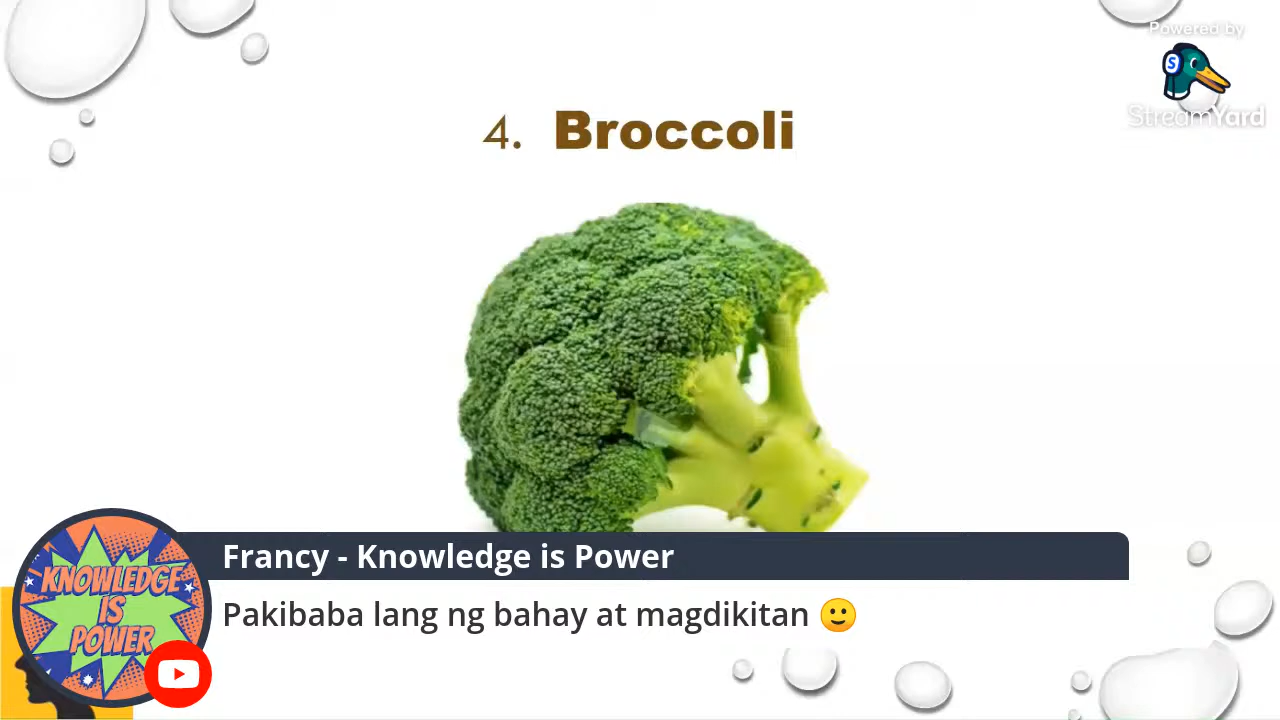 Powered by
S
StreamYard
4. Broccoli
Francy - Knowledge is Power
KNOWLEDGE
IS
POWER
Pakibaba lang ng bahay at magdikitan 🙂